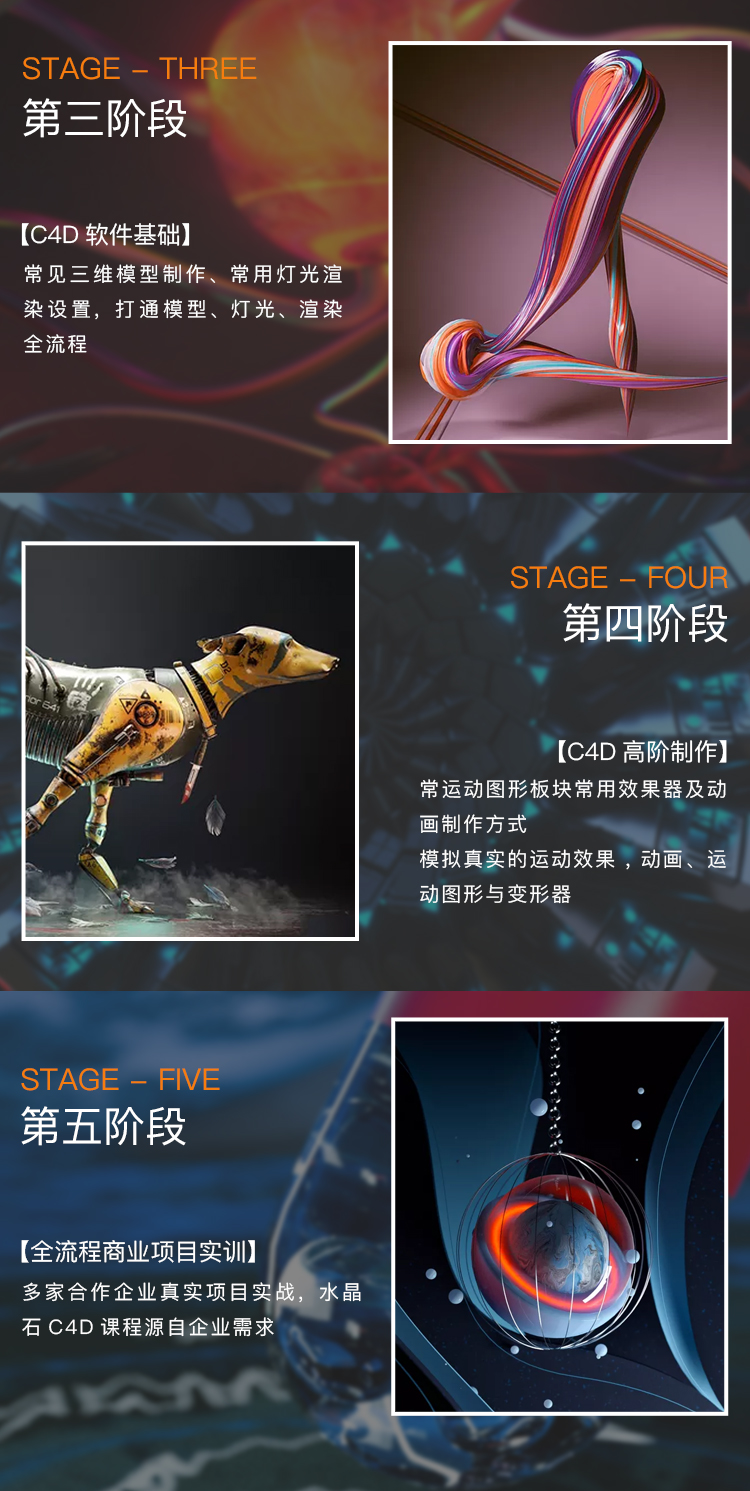 STAGE – THREE
第三阶段
【C4D 软件基础】
常见三维模型制作、常用灯光渲
染设置，打通模型、灯光、渲染
全流程
STAGE – FOUR
第四阶段
【C4D 高阶制作】
常运动图形板块常用效果器及动
画制作方式
模拟真实的运动效果，动画、运
动图形与变形器
STAGE – FIVE
第五阶段
【全流程商业项目实训】
多家合作企业真实项目实战，水晶
石 C4D 课程源自企业需求